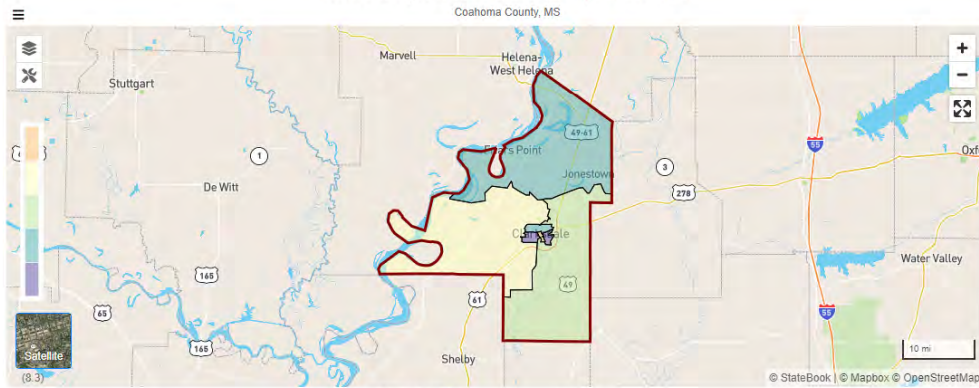 Coahoma County, MS
Marvell
Helena-
West Helena
Stuttgart
49-61
Friars Point
1
Jonestown
3
55
Oxfo
De Witt
278
Clarksdale
165
49
Water Valley
61
65
55
165
Satellite
Shelby
10 mi
(8.3)
© StateBook | © Mapbox © OpenStreetMap